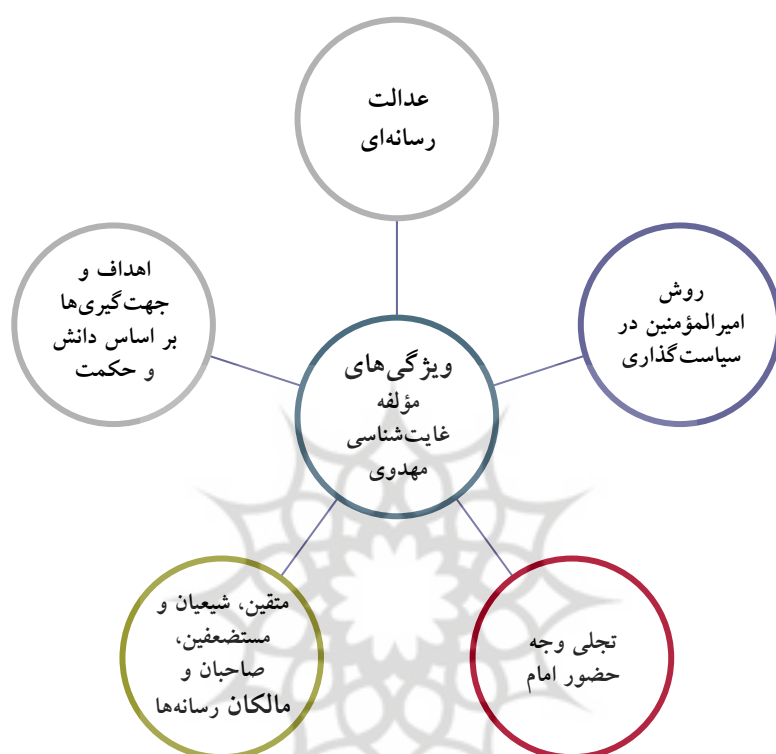 عدالت
رسانه‌ای
روش
امیرالمؤمنین در
سیاست‌گذاری
اهداف و
جهت‌گیری‌ها
بر اساس دانش
و حکمت
ویژگی‌های
مؤلفه
غایت‌شناسی
مهدوی
تجلی وجه
حضور امام
متقین، شیعیان و
مستضعفین،
صاحبان و
مالکان رسانه‌ها